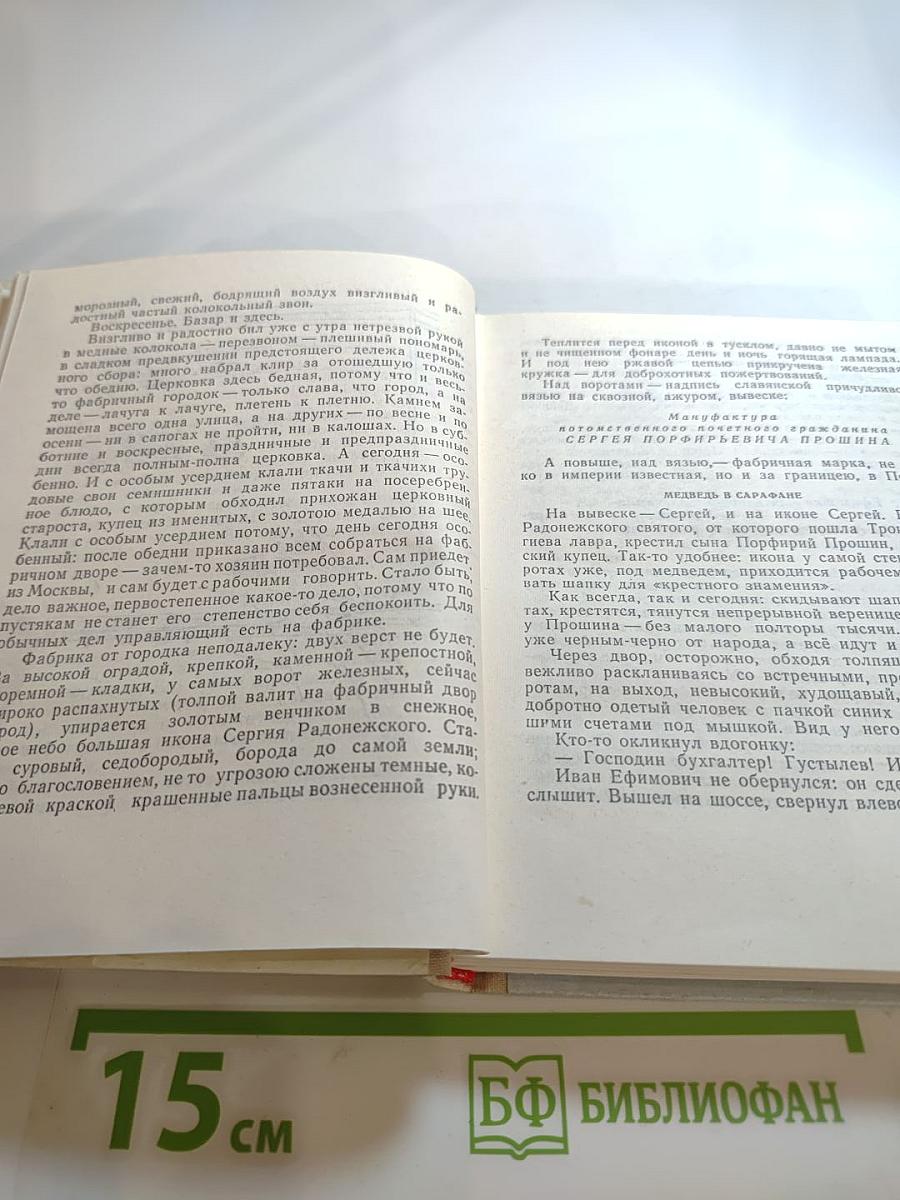 морозный, свежий, бодрящий воздух визгливый и ра-
достный частый колокольный звон.
Воскресенье. Базар и здесь.
Визгливо и радостно бил уже с утра нетрезвой рукой
в медные колокола — перезвоном — плешивый пономарь,
в сладком предвкушении предстоящего дележа церков-
ного сбора: много набрал клир за отошедшую только
что обедню. Церковка здесь бедная, потому что и весь-
то фабричный городок — только слава, что город, а на
деле — лачуга к лачуге, плетень к плетню. Камнем за-
мощена всего одна улица, а на других — по весне и по
осени — ни в сапогах не пройти, ни в калошах. Но в суб-
ботние и воскресные, праздничные и предпраздничные
дни всегда полным-полна церковка. А сегодня — осо-
бенно. И с особым усердием клали ткачи и ткачихи тру-
довые свои семишники и даже пятаки на посеребрен-
ное блюдо, с которым обходил прихожан церковный
староста, купец из именитых, с золотою медалью на шее.
Клали с особым усердием потому, что день сегодня осо-
бенный: после обедни приказано всем собраться на фаб-
ричном дворе — зачем-то хозяин потребовал. Сам приедет
из Москвы, и сам будет с рабочими говорить. Стало быть,
дело важное, первостепенное какое-то дело, потому что по
пустякам не станет его степенство себя беспокоить. Для
обычных дел управляющий есть на фабрике.
Фабрика от городка неподалеку: двух верст не будет.
За высокой оградой, крепкой, каменной — крепостной,
оремной — кладки, у самых ворот железных, сейчас
ироко распахнутых (толпой валит на фабричный двор
род), упирается золотым венчиком в снежное,
ое небо большая икона Сергия Радонежского. Ста-
суровый, седобородый, борода до самой земли;
о благословением, не то угрозою сложены темные, ко-
евой краской крашенные пальцы вознесенной руки.
Теплится перед иконой в тусклом, давно не мытом
и не чищенном фонаре день и ночь горящая лампада.
И под нею ржавой цепью прикручена железная
кружка — для доброхотных пожертвований.
Над воротами — надпись славянской причудливо
вязью на сквозной, ажуром, вывеске:
Мануфактура
потомственного почетного гражданина
СЕРГЕЯ ПОРФИРЬЕВИЧА ПРОШИНА
А повыше, над вязью,— фабричная марка, не
ко в империи известная, но и за границею, в Пе
МЕДВЕДЬ В САРАФАНЕ
На вывеске — Сергей, и на иконе Сергей.
Радонежского святого, от которого пошла Трои
гиева лавра, крестил сына Порфирий Прошин,
ский купец. Так-то удобнее: икона у самой стен
ротах уже, под медведем, приходится рабочем
вать шапку для «крестного знамения».
Как всегда, так и сегодня: скидывают шап
тах, крестятся, тянутся непрерывной веренице
у Прошина — без малого полторы тысячи.
уже черным-черно от народа, а всё идут и
Через двор, осторожно, обходя толпящ
вежливо раскланиваясь со встречными, пр
ротам, на выход, невысокий, худощавый,
добротно одетый человек с пачкой синих
шими счетами под мышкой. Вид у него
Кто-то окликнул вдогонку:
— Господин бухгалтер! Густылев! И
Иван Ефимович не обернулся: он сде
слышит. Вышел на шоссе, свернул влев
15 см
БФ БИБЛИОФАН